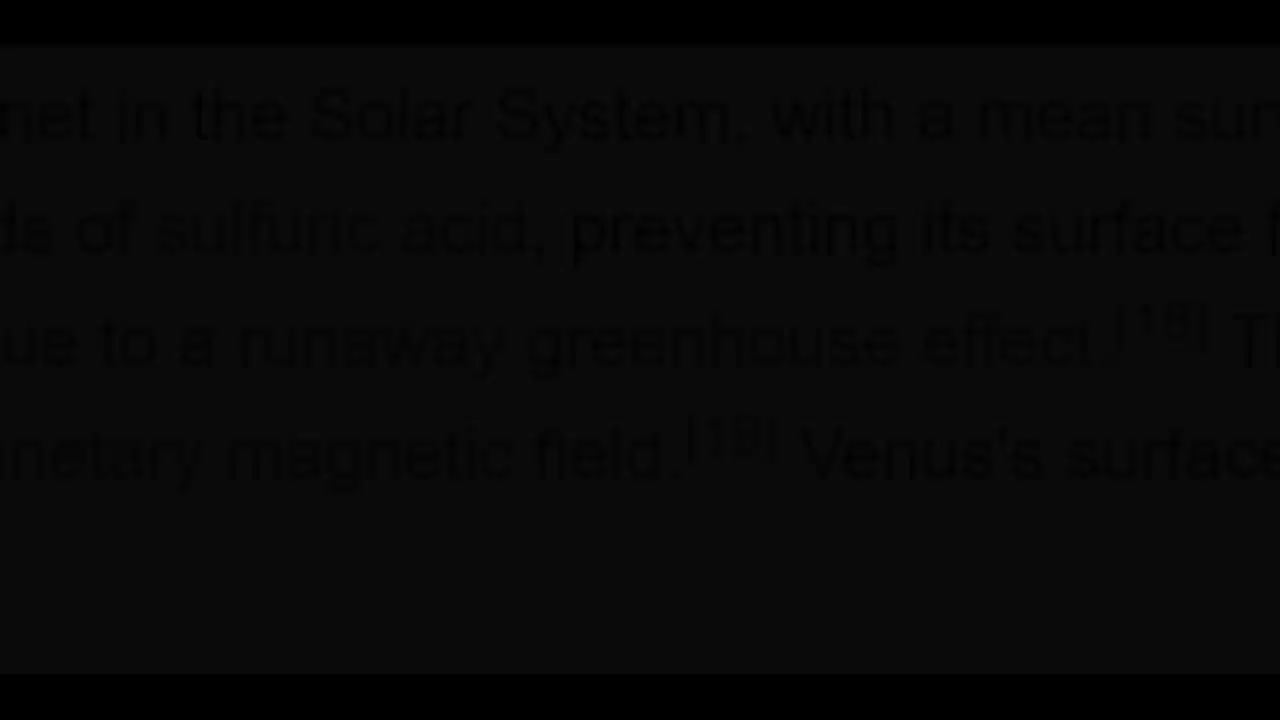 net in the Solar System, with a mean sur
ds of sulfuric acid, preventing its surface f
ue to a runaway greenhouse effect.[18] Th
netary magnetic field.[19] Venus's surface